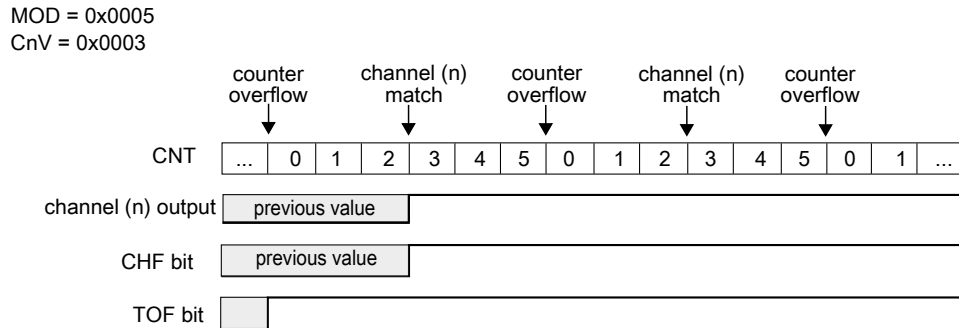 MOD = 0x0005
CnV = 0x0003
counter overflow
channel (n) match
counter overflow
channel (n) match
counter overflow
CNT ... 0 1 2 3 4 5 0 1 2 3 4 5 0 1 ...
channel (n) output previous value
CHF bit previous value
TOF bit